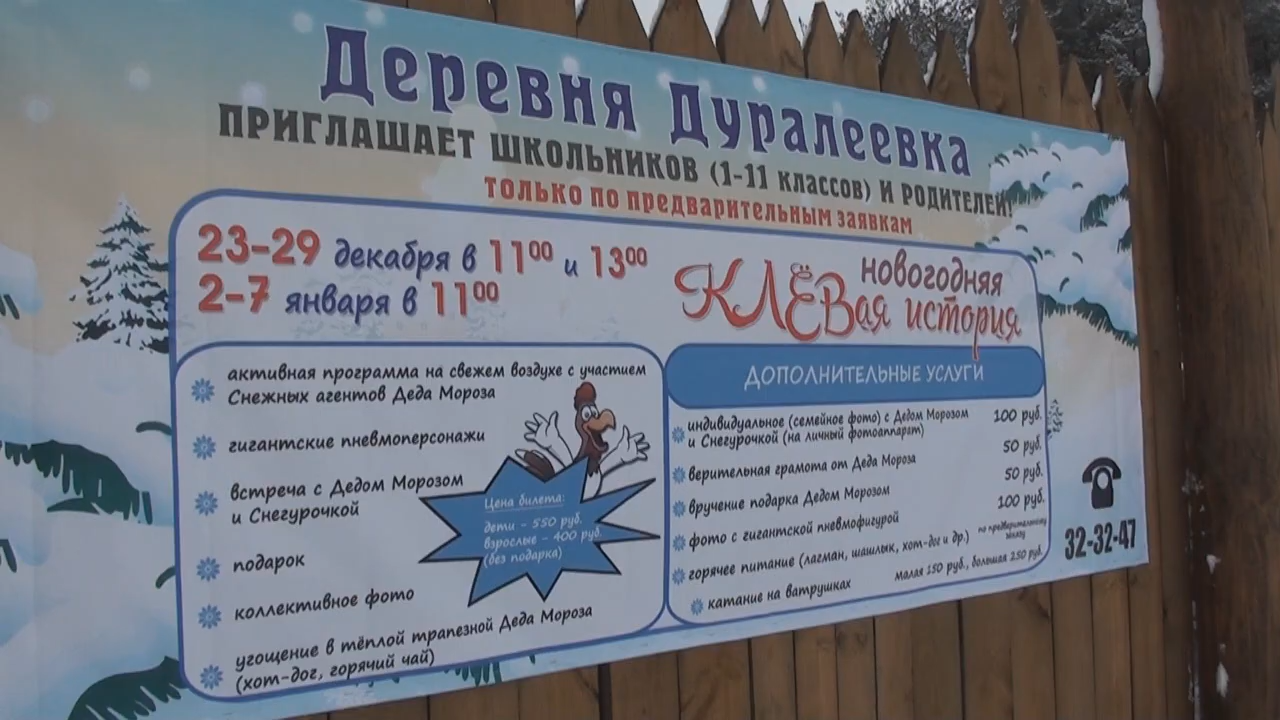 Деревня Дуралеевка
ПРИГЛАШАЕТ ШКОЛЬНИКОВ (1-11 КЛАССОВ) И РОДИТЕЛЕЙ!
ТОЛЬКО ПО ПРЕДВАРИТЕЛЬНЫМ ЗАЯВКАМ
23-29 декабря в 11⁰⁰ и 13⁰⁰
2-7 января в 11⁰⁰
новогодняя
КЛЁВая история
активная программа на свежем воздухе с участием
Снежных агентов Деда Мороза
гигантские пневмоперсонажи
встреча с Дедом Морозом
и Снегурочкой
подарок
коллективное фото
угощение в тёплой трапезной Деда Мороза
(хот-дог, горячий чай)
Цена билета:
дети - 550 руб.
взрослые - 400 руб.
(без подарка)
ДОПОЛНИТЕЛЬНЫЕ УСЛУГИ
индивидуальное (семейное фото) с Дедом Морозом 100 руб.
и Снегурочкой (на личный фотоаппарат)
верительная грамота от Деда Мороза 50 руб.
вручение подарка Дедом Морозом 50 руб.
фото с гигантской пневмофигурой 100 руб.
горячее питание (лагман, шашлык, хот-дог и др.) по предварительному
заказу
катание на ватрушках малая 150 руб., большая 250 руб.
32-32-47